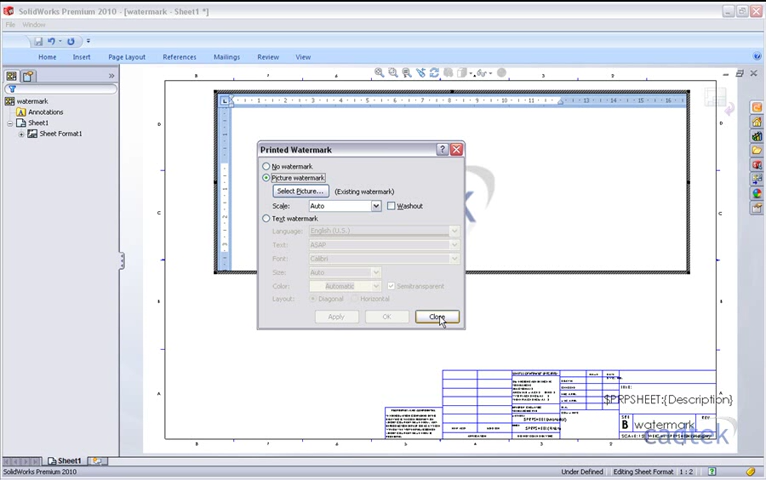 SolidWorks Premium 2010 - [watermark - Sheet1 *]
File Window
Home Insert Page Layout References Mailings Review View
watermark
Annotations
Sheet1
Sheet Format1
Printed Watermark
No watermark
Picture watermark
Select Picture... (Existing watermark)
Scale: Auto Washout
Text watermark
Language: English (U.S.)
Text: ASAP
Font: Calibri
Size: Auto
Color: Automatic Semitransparent
Layout: Diagonal Horizontal
Apply OK Close
$PRPSHEET:{Description}
B watermark
cadtek
Sheet1
SolidWorks Premium 2010 Under Defined Editing Sheet Format 1 : 2